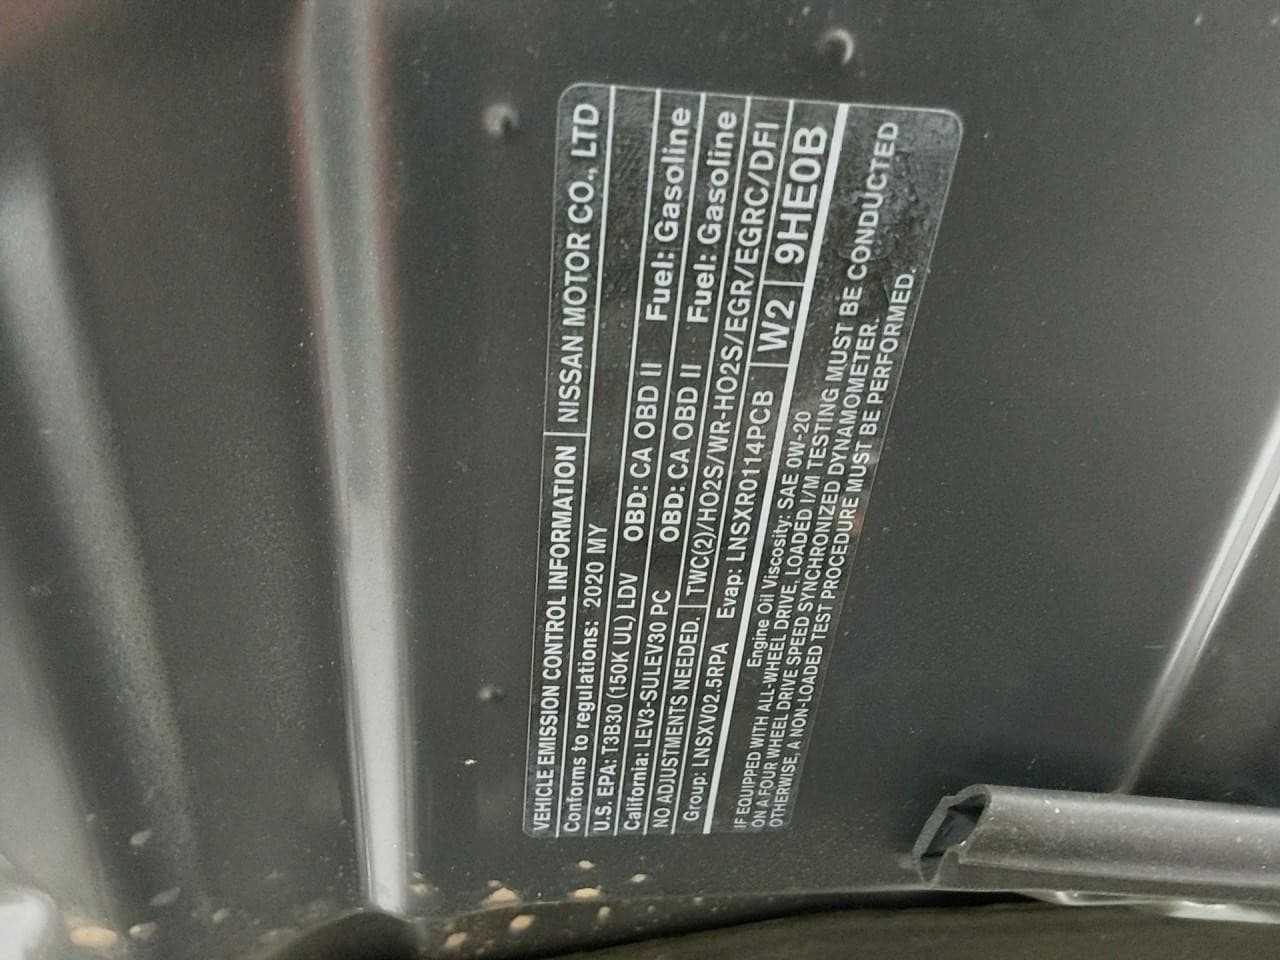 VEHICLE EMISSION CONTROL INFORMATION NISSAN MOTOR CO., LTD
Conforms to regulations: 2020 MY
U.S. EPA: T3B30 (150K UL) LDV OBD: CA OBD II Fuel: Gasoline
California: LEV3-SULEV30 PC OBD: CA OBD II Fuel: Gasoline
NO ADJUSTMENTS NEEDED. TWC(2)/HO2S/WR-HO2S/EGR/EGRC/DFI
Group: LNSXV02.5RPA Evap: LNSXR0114PCB W2 9HE0B
Engine Oil Viscosity: SAE 0W-20
IF EQUIPPED WITH ALL-WHEEL DRIVE, LOADED I/M TESTING MUST BE CONDUCTED
ON A FOUR WHEEL DRIVE SPEED SYNCHRONIZED DYNAMOMETER.
OTHERWISE, A NON-LOADED TEST PROCEDURE MUST BE PERFORMED.